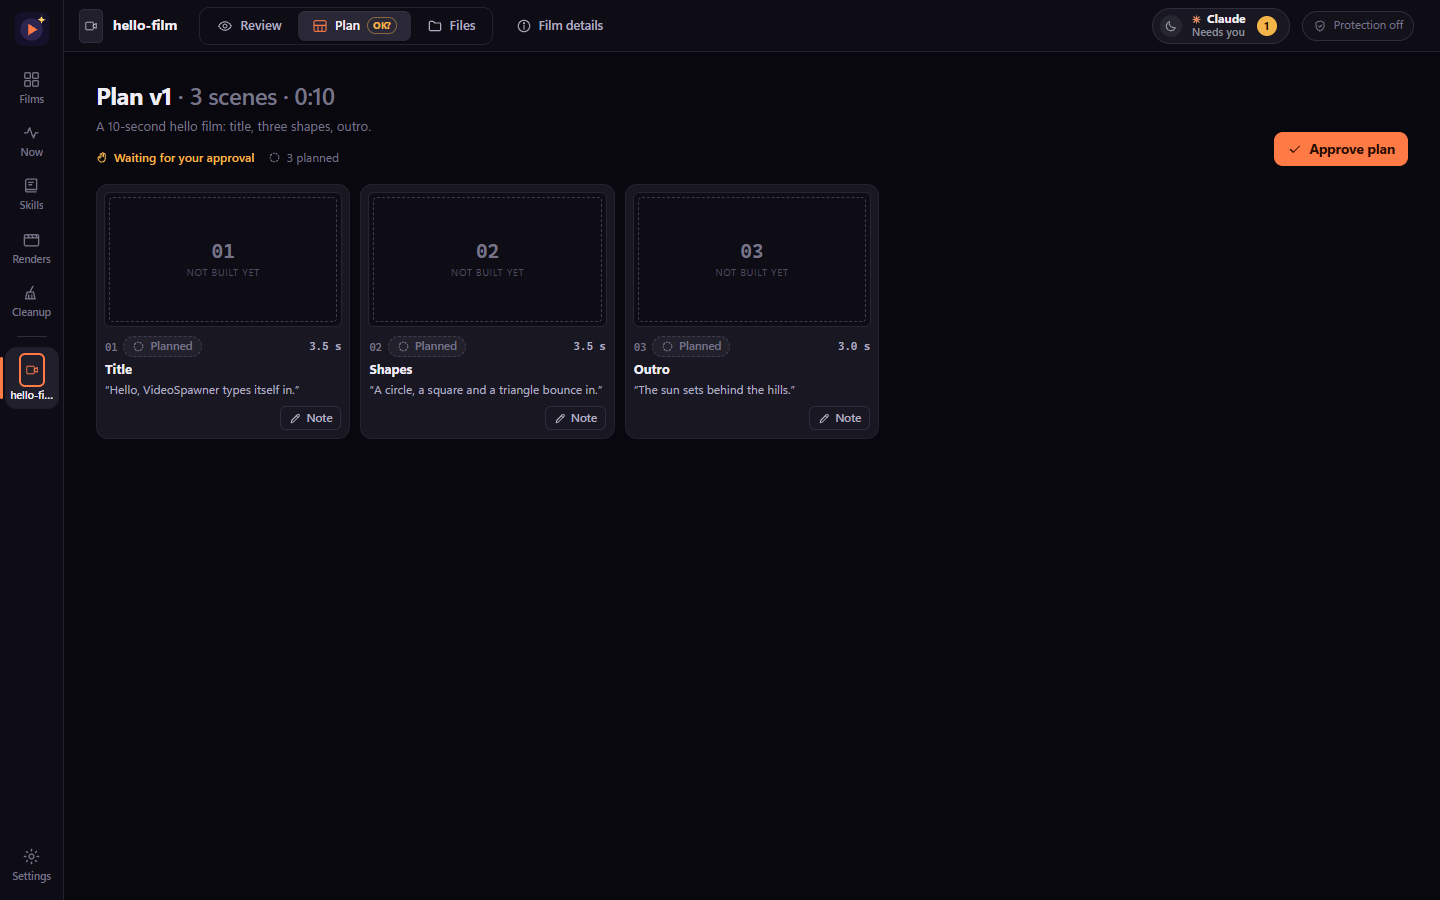 hello-film
Review
Plan OK?
Files
Film details
Claude
Needs you
1
Protection off
Films
Now
Skills
Renders
Cleanup
hello-fi...
Settings
Plan v1 · 3 scenes · 0:10
A 10-second hello film: title, three shapes, outro.
Waiting for your approval
3 planned
Approve plan
01
NOT BUILT YET
01 Planned 3.5 s
Title
“Hello, VideoSpawner types itself in.”
Note
02
NOT BUILT YET
02 Planned 3.5 s
Shapes
“A circle, a square and a triangle bounce in.”
Note
03
NOT BUILT YET
03 Planned 3.0 s
Outro
“The sun sets behind the hills.”
Note